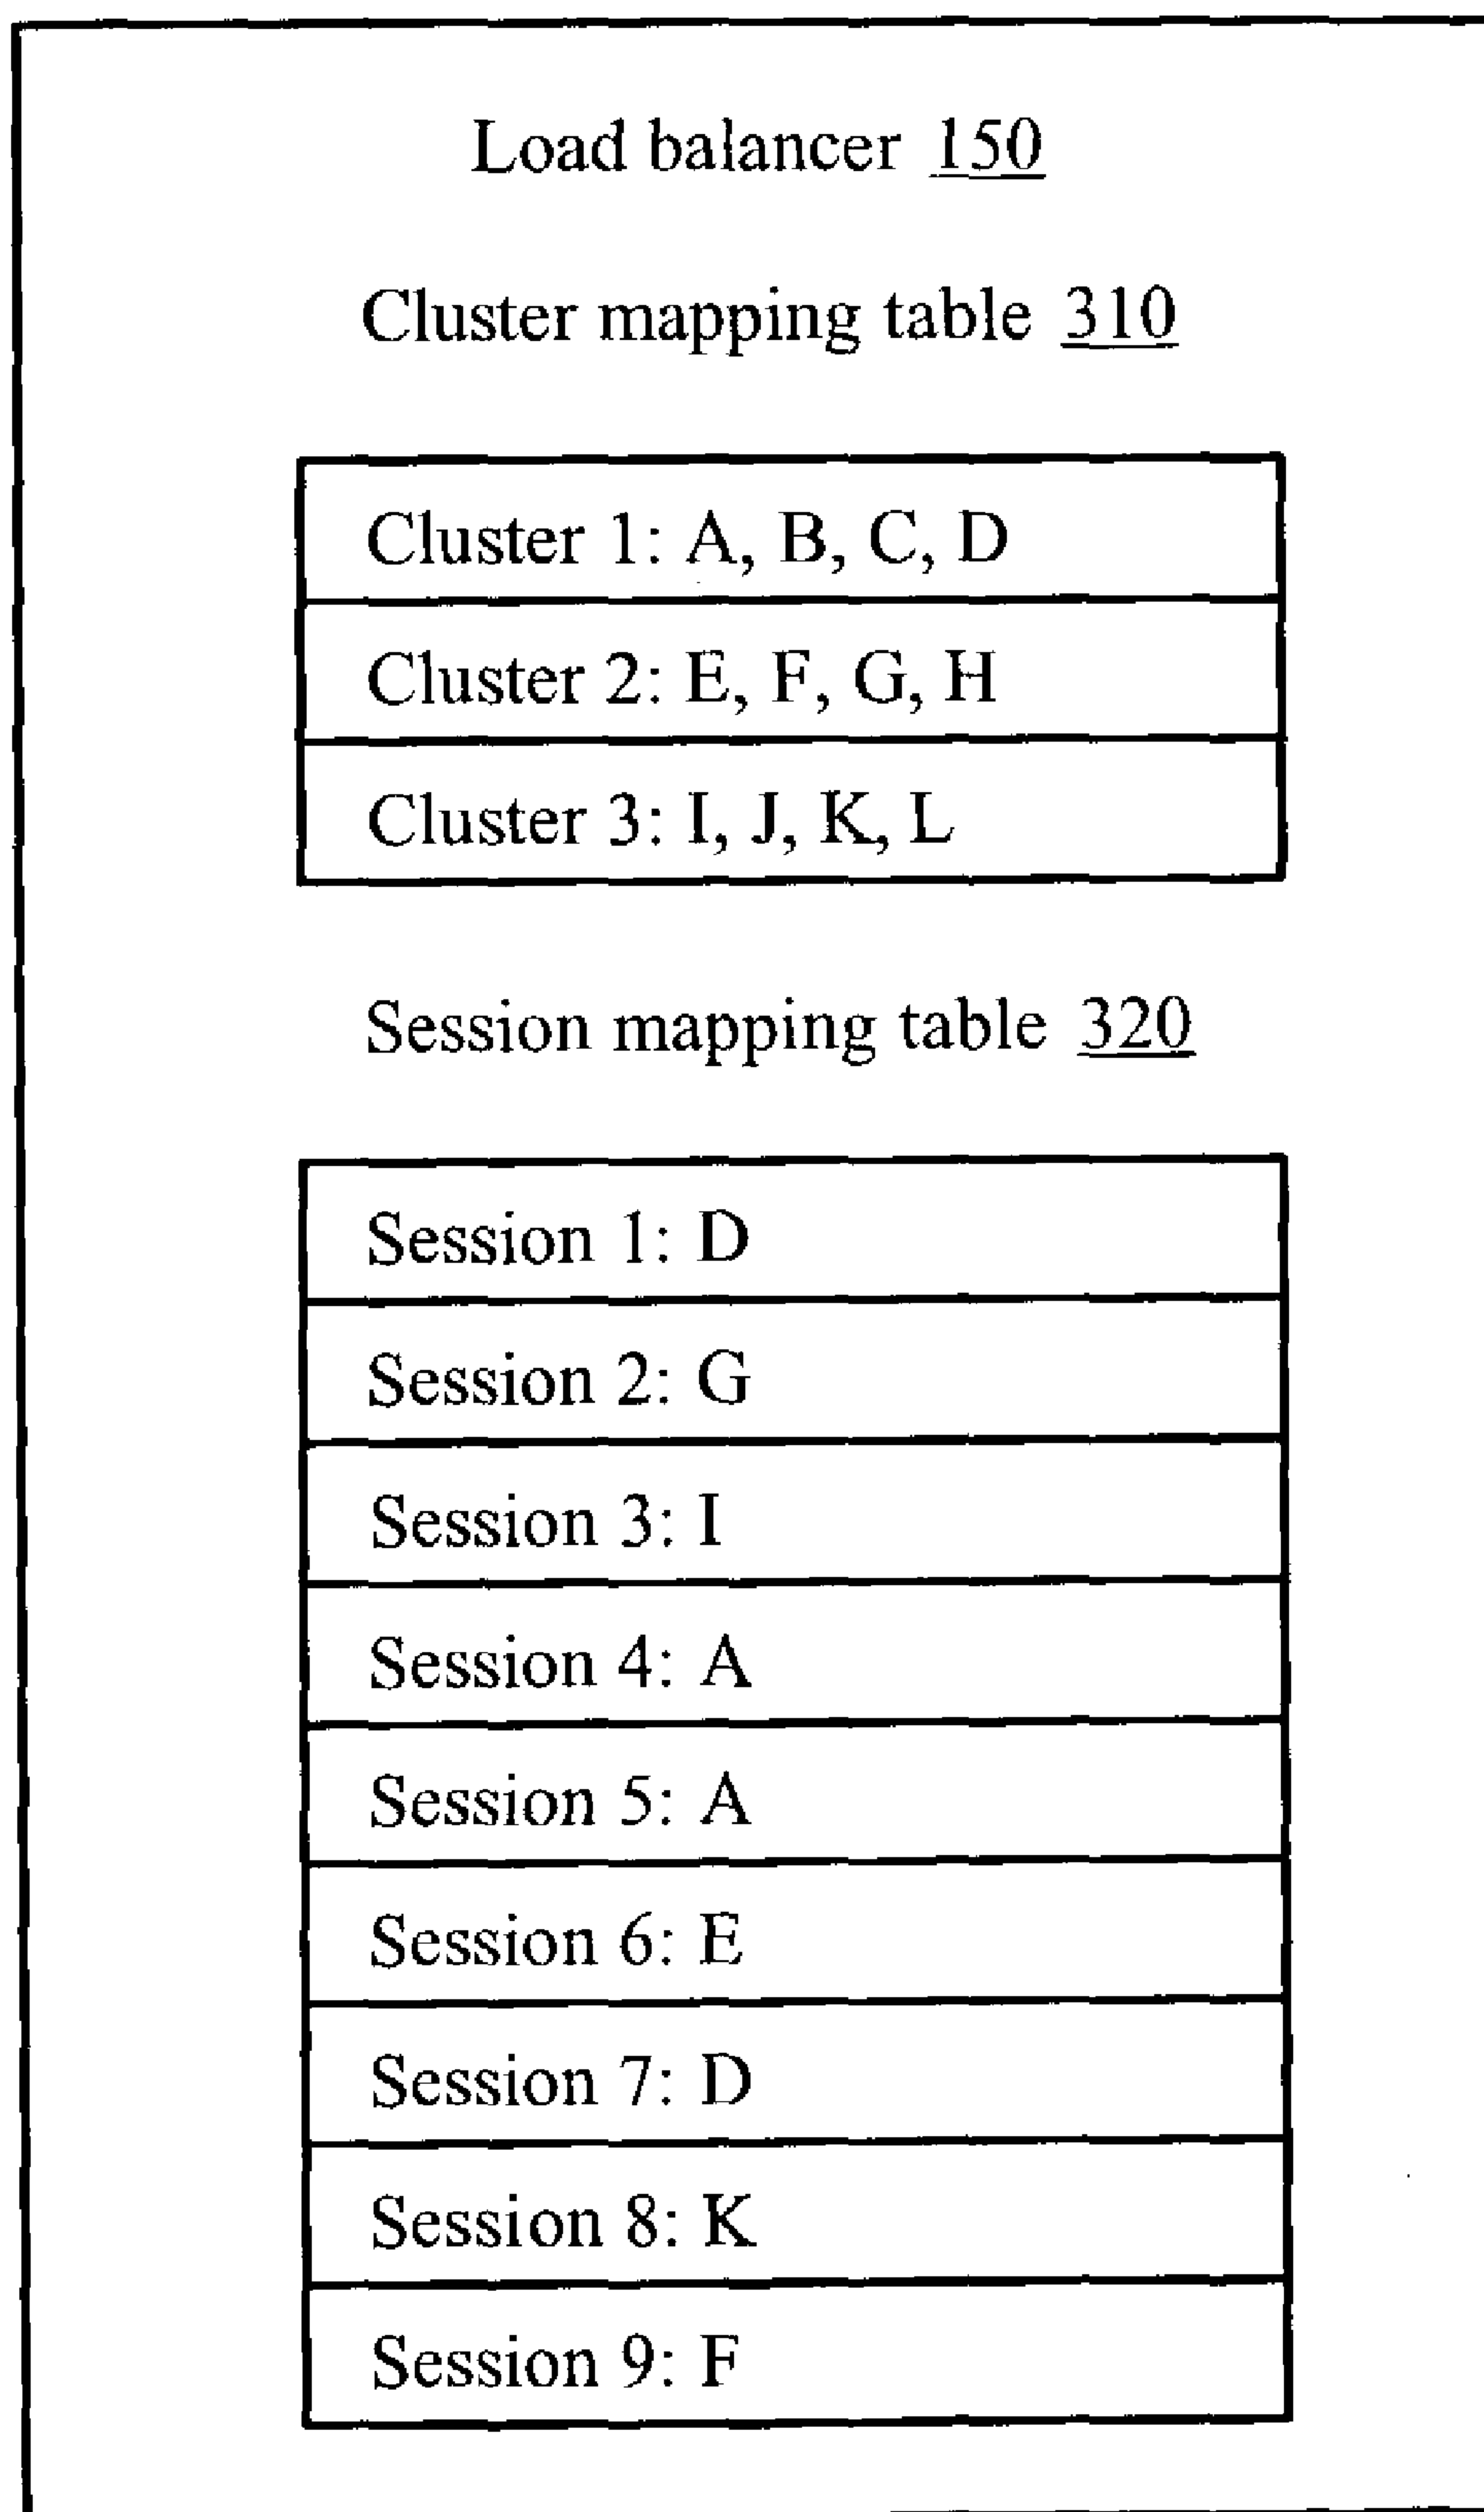 Load balancer 150
Cluster mapping table 310
Cluster 1: A, B, C, D
Cluster 2: E, F, G, H
Cluster 3: I, J, K, L
Session mapping table 320
Session 1: D
Session 2: G
Session 3: I
Session 4: A
Session 5: A
Session 6: E
Session 7: D
Session 8: K
Session 9: F